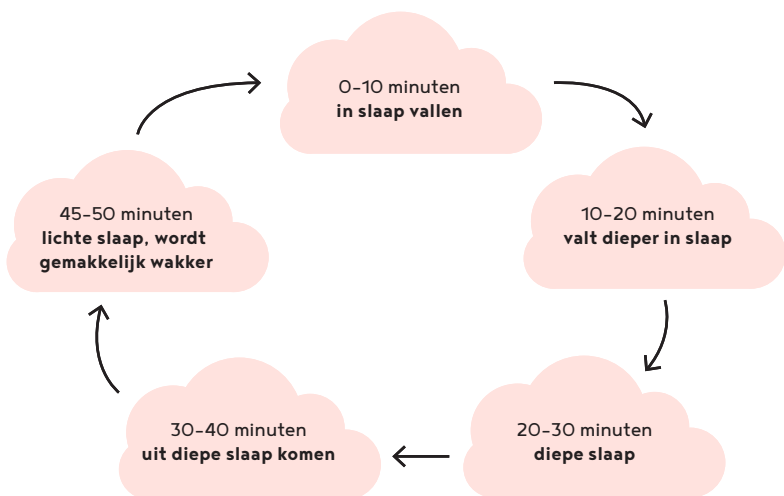 0-10 minuten
in slaap vallen
10-20 minuten
valt dieper in slaap
20-30 minuten
diepe slaap
30-40 minuten
uit diepe slaap komen
45-50 minuten
lichte slaap, wordt
gemakkelijk wakker